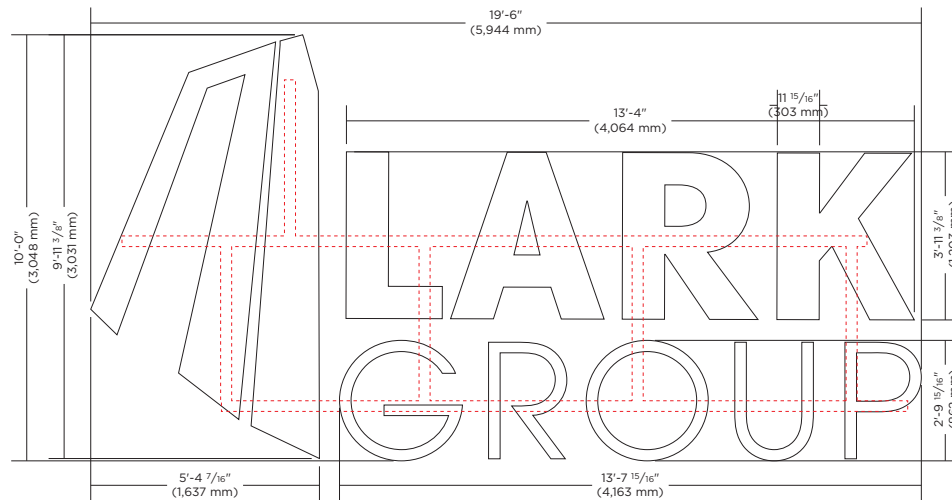 19'-6"
(5,944 mm)
10'-0"
(3,048 mm)
9'-11 3/8"
(3,031 mm)
13'-4"
(4,064 mm)
11 15/16"
(303 mm)
3'-11 3/8"
LARK
GROUP
2'-9 15/16"
5'-4 7/16"
(1,637 mm)
13'-7 15/16"
(4,163 mm)